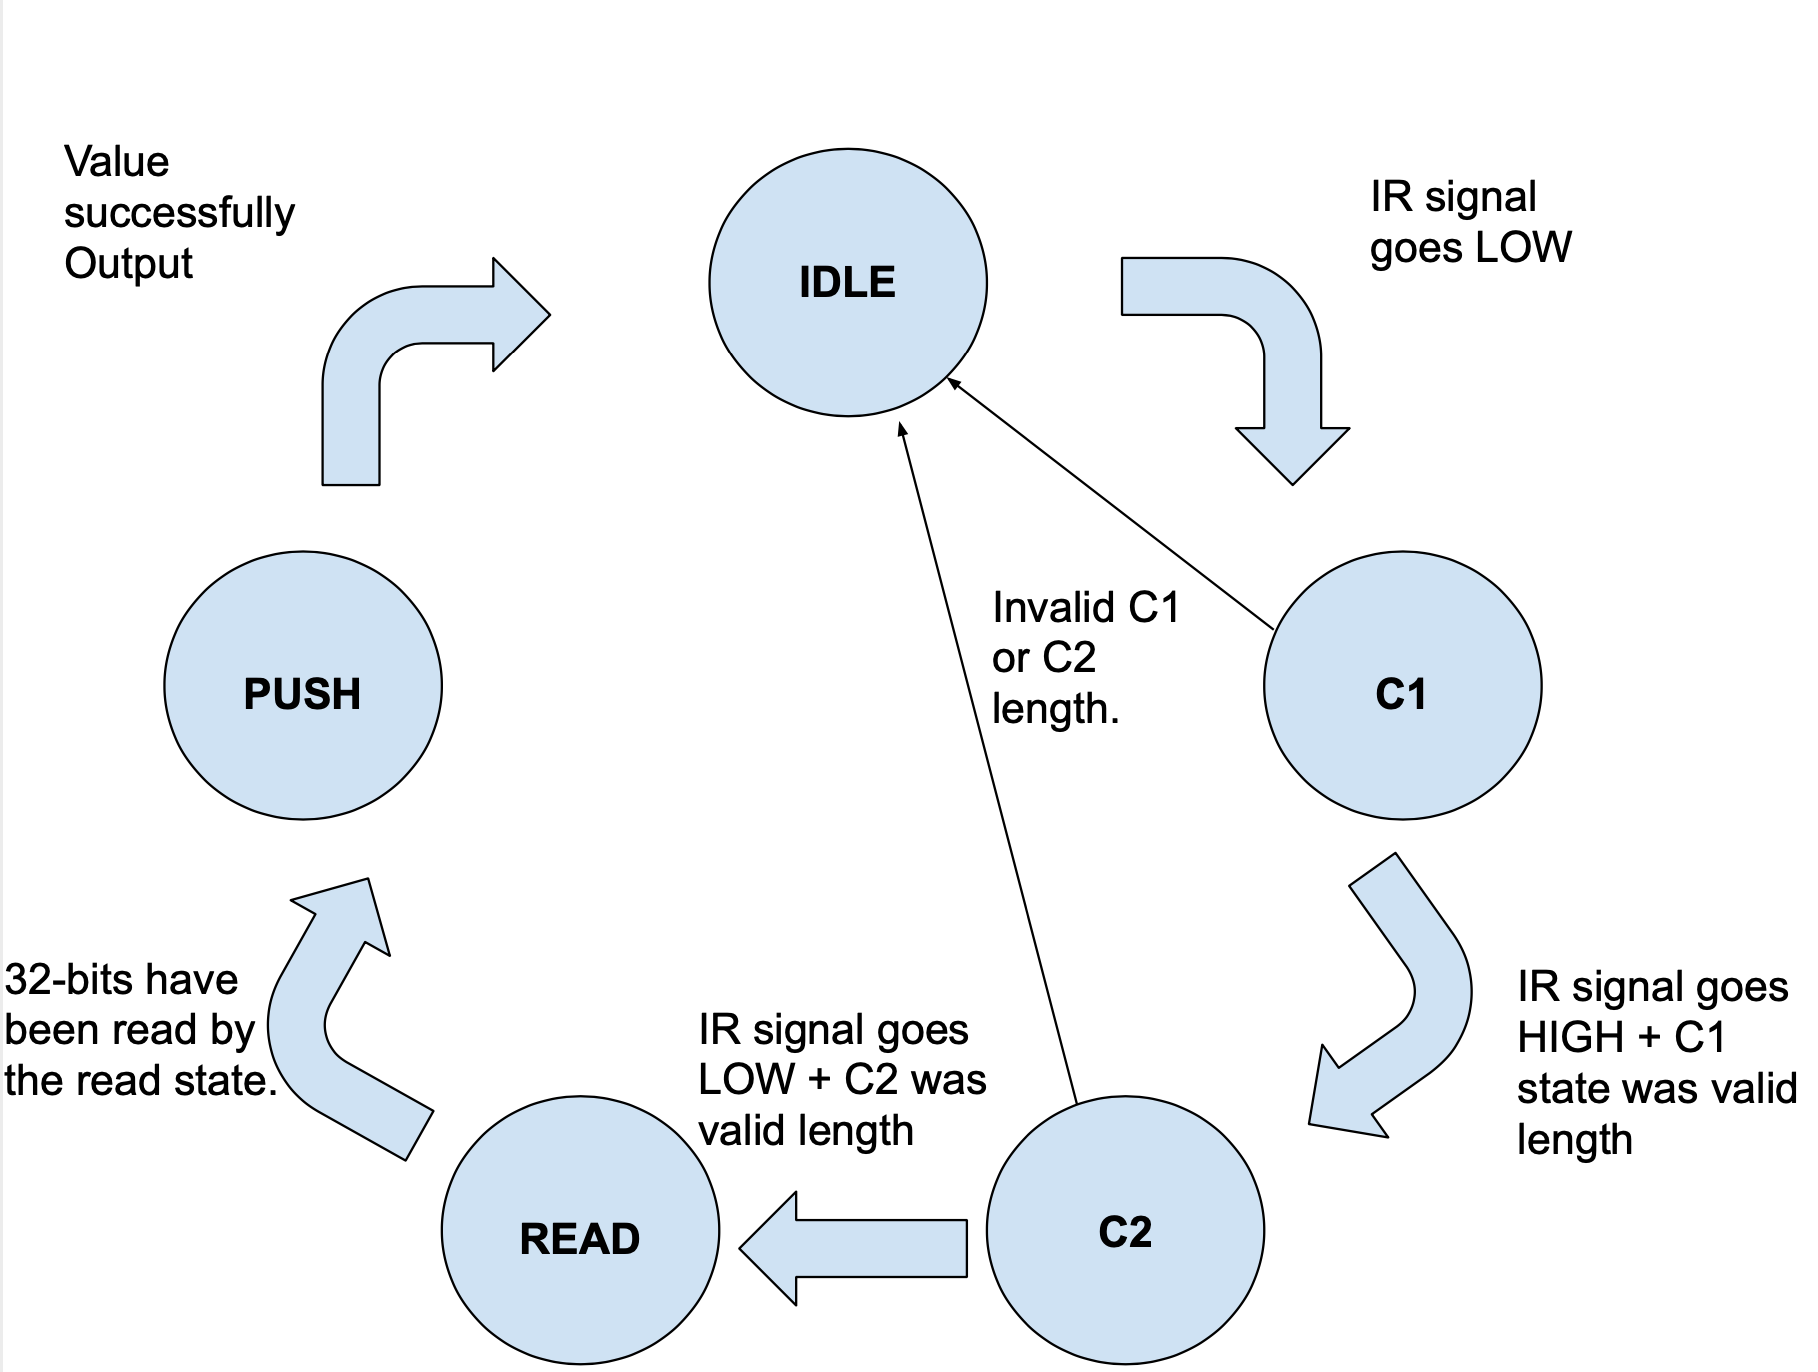 Value
successfully
Output
IDLE
IR signal
goes LOW
PUSH
Invalid C1
or C2
length.
C1
32-bits have
been read by
the read state.
IR signal goes
LOW + C2 was
valid length
IR signal goes
HIGH + C1
state was valid
length
READ
C2